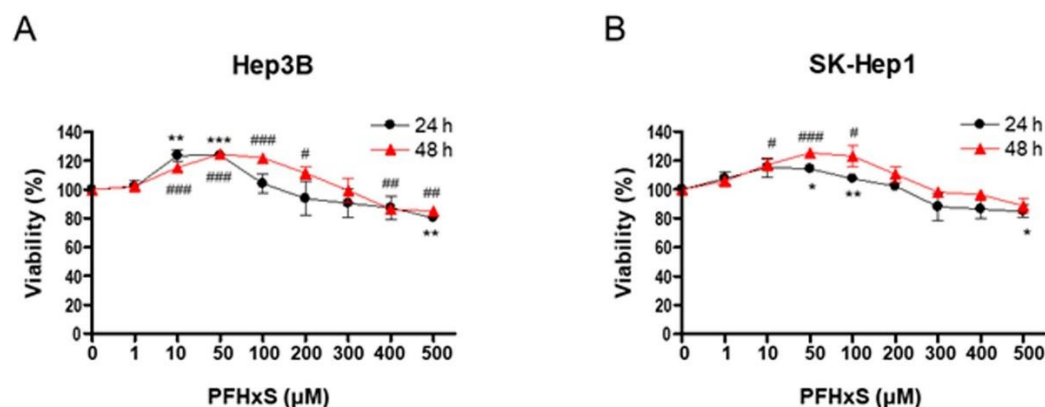 A
Hep3B
24 h
48 h
** *** ### #
### ### ## ##
**
140
120
100
80
60
40
20
0
Viability (%)
0 1 10 50 100 200 300 400 500
PFHxS (µM)
B
SK-Hep1
24 h
48 h
# ### #
* ** *
140
120
100
80
60
40
20
0
Viability (%)
0 1 10 50 100 200 300 400 500
PFHxS (µM)